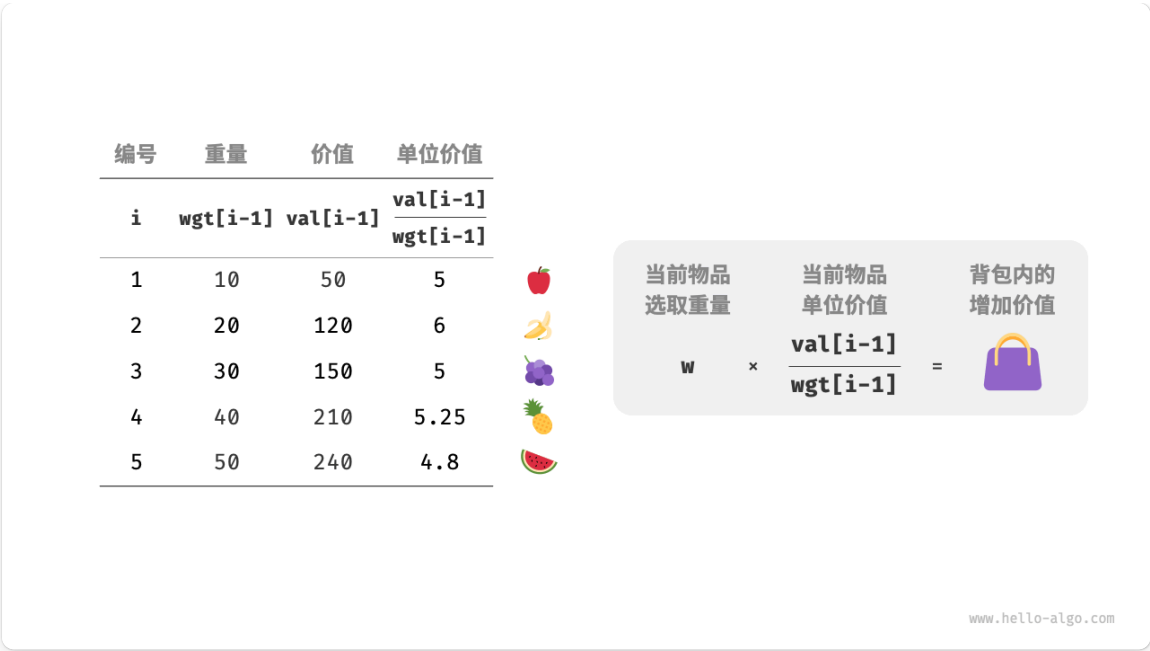 编号 重量 价值 单位价值
i wgt[i-1] val[i-1] val[i-1]
wgt[i-1]
1 10 50 5
2 20 120 6
3 30 150 5
4 40 210 5.25
5 50 240 4.8
当前物品 当前物品 背包内的
选取重量 单位价值 增加价值
w × val[i-1] =
wgt[i-1]
www.hello-algo.com